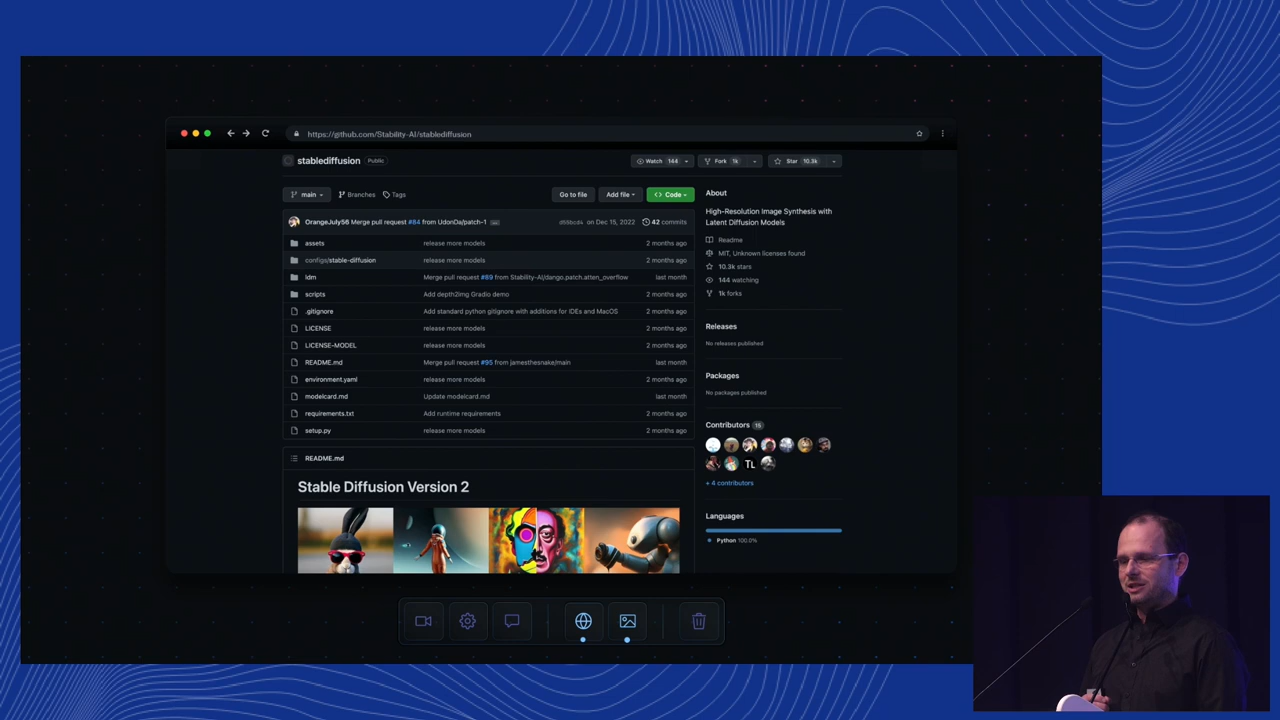 https://github.com/Stability-AI/stablediffusion
stablediffusion Public
Watch 144 Fork 1k Star 10.3k
main Branches Tags Go to file Add file Code
OrangeJuly56 Merge pull request #84 from UdonDa/patch-1 on Dec 15, 2022 42 commits
assets release more models 2 months ago
configs/stable-diffusion release more models 2 months ago
ldm Merge pull request #89 from Stability-AI/dango.patch.atten_overflow last month
scripts Add depth2img Gradio demo 2 months ago
.gitignore Add standard python gitignore with additions for IDEs and MacOS 2 months ago
LICENSE release more models 2 months ago
LICENSE-MODEL release more models 2 months ago
README.md Merge pull request #95 from jamesthesnake/main last month
environment.yaml release more models 2 months ago
modelcard.md Update modelcard.md last month
requirements.txt Add runtime requirements 2 months ago
setup.py release more models 2 months ago
README.md
Stable Diffusion Version 2
About
High-Resolution Image Synthesis with
Latent Diffusion Models
Readme
MIT, Unknown licenses found
10.3k stars
144 watching
1k forks
Releases
No releases published
Packages
No packages published
Contributors 15
TL
+ 4 contributors
Languages
Python 100.0%